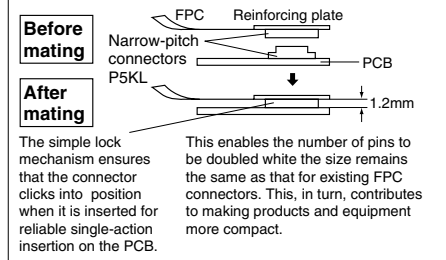 Before
mating
FPC
Reinforcing plate
Narrow-pitch
connectors
P5KL
PCB
After
mating
1.2mm
The simple lock
mechanism ensures
that the connector
clicks into position
when it is inserted for
reliable single-action
insertion on the PCB.
This enables the number of pins to
be doubled white the size remains
the same as that for existing FPC
connectors. This, in turn, contributes
to making products and equipment
more compact.